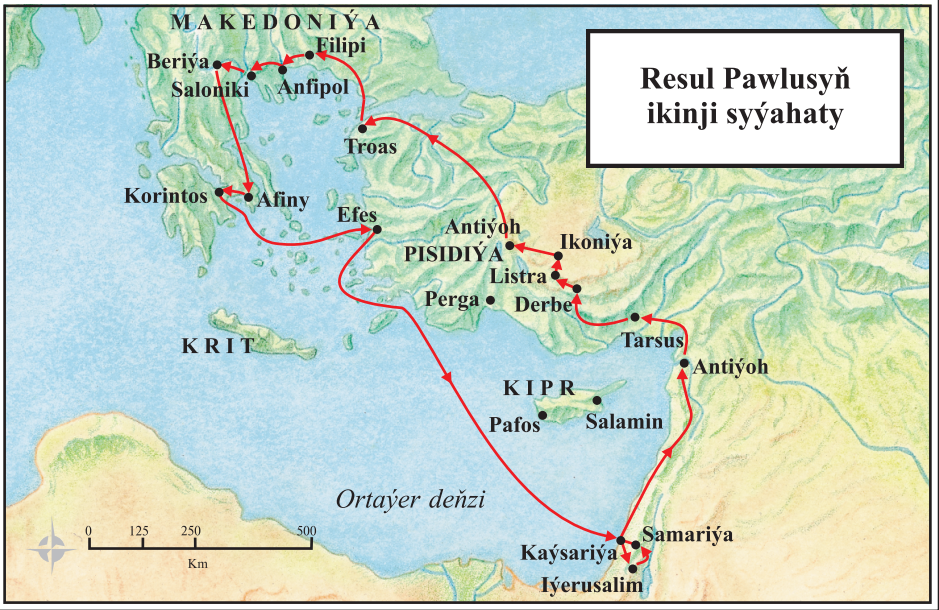 MAKEDONIÝA
Filipi
Beriýa
Saloniki
Anfipol
Resul Pawlusyň
ikinji syýahaty
Troas
Korintos
Afiny
Efes
Antiýoh
PISIDIÝA
Ikoniýa
Listra
Perga
Derbe
Tarsus
KRIT
Antiýoh
KIPR
Pafos
Salamin
Ortaýer deňzi
0 125 250 500
Km
Samariýa
Kaýsariýa
Iýerusalim